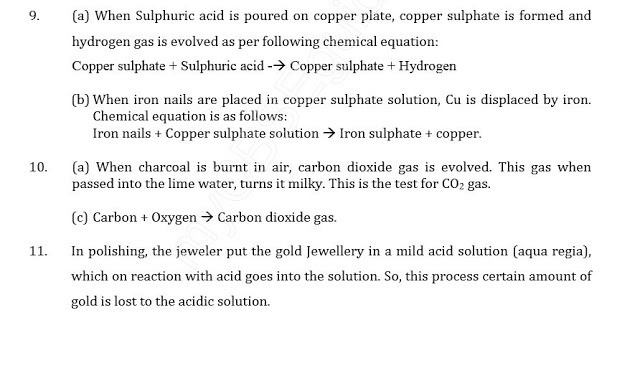 9. (a) When Sulphuric acid is poured on copper plate, copper sulphate is formed and
hydrogen gas is evolved as per following chemical equation:
Copper sulphate + Sulphuric acid -→ Copper sulphate + Hydrogen
(b) When iron nails are placed in copper sulphate solution, Cu is displaced by iron.
Chemical equation is as follows:
Iron nails + Copper sulphate solution → Iron sulphate + copper.
10. (a) When charcoal is burnt in air, carbon dioxide gas is evolved. This gas when
passed into the lime water, turns it milky. This is the test for CO₂ gas.
(c) Carbon + Oxygen → Carbon dioxide gas.
11. In polishing, the jeweler put the gold Jewellery in a mild acid solution (aqua regia),
which on reaction with acid goes into the solution. So, this process certain amount of
gold is lost to the acidic solution.